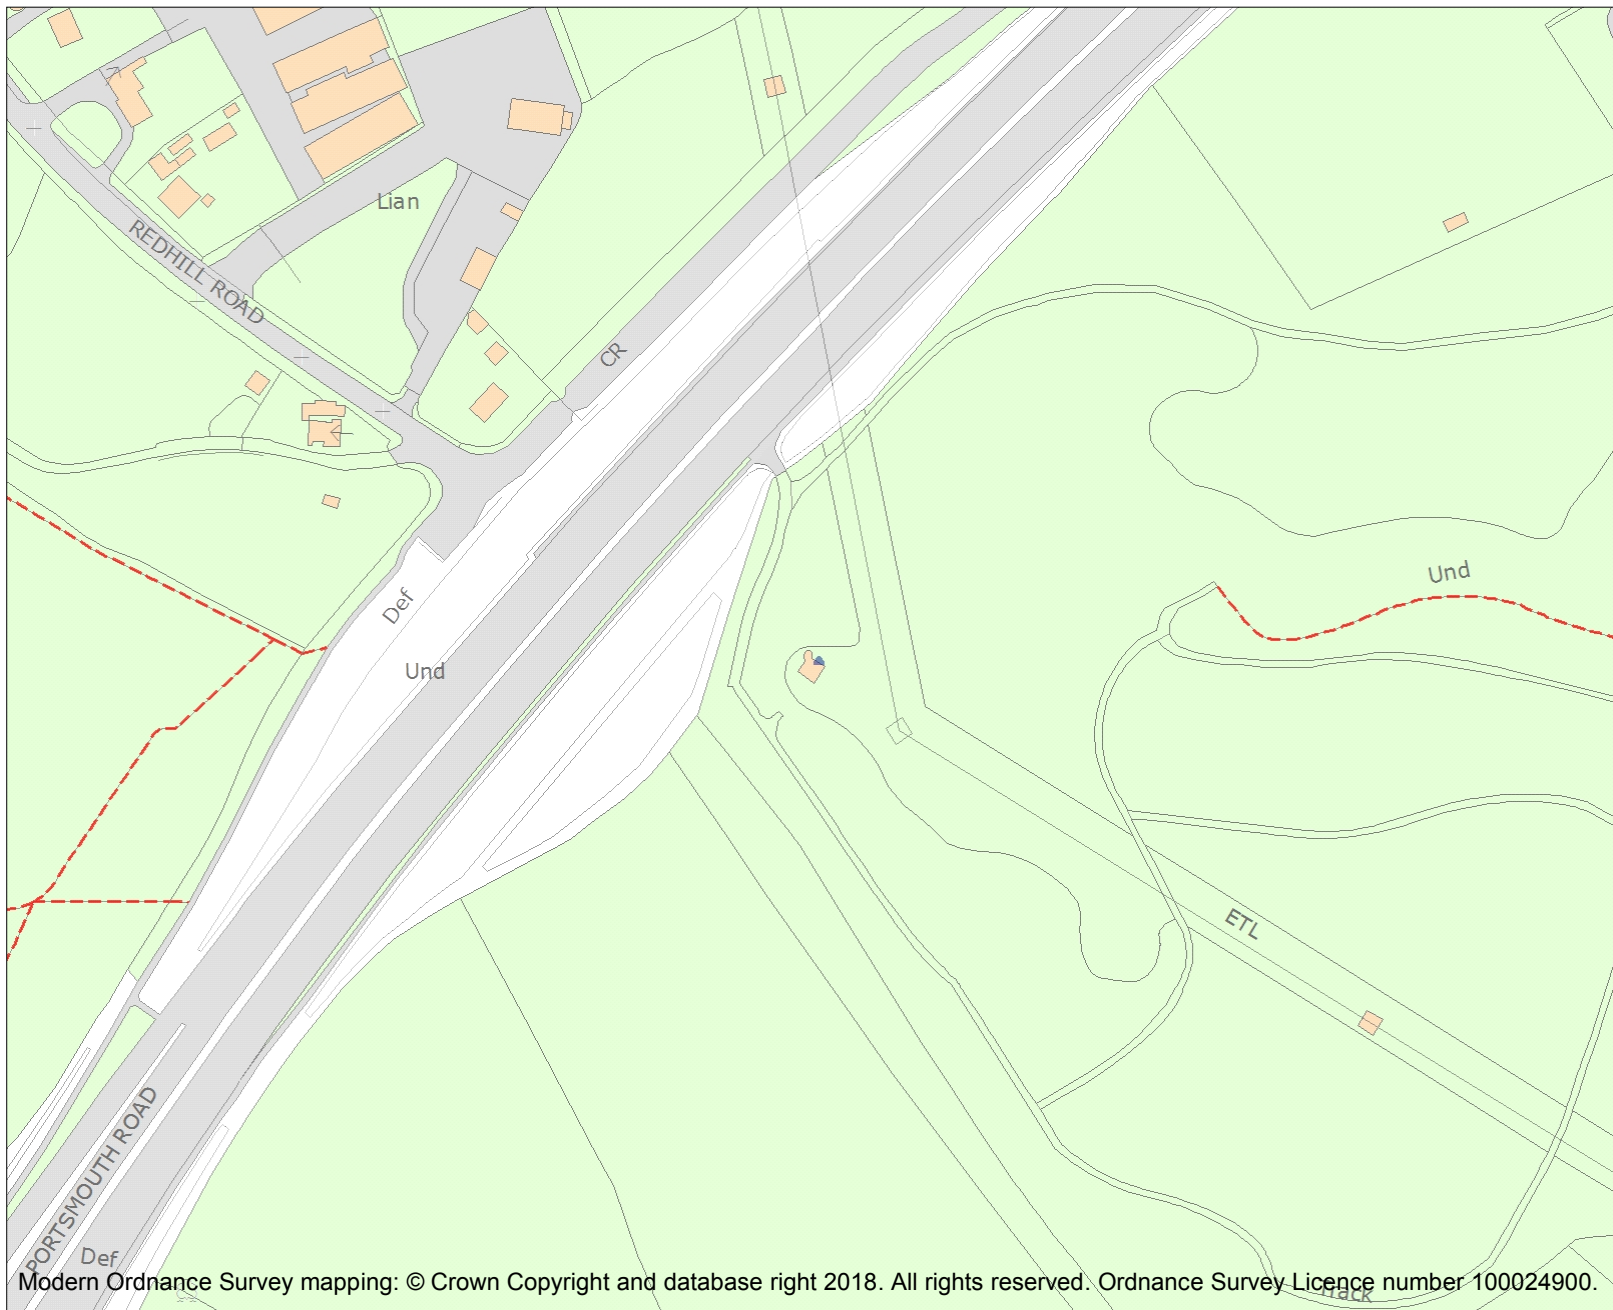 Lian
REDHILL ROAD
CR
Def
Und
Und
ETL
PORTSMOUTH ROAD
Def
Track
Modern Ordnance Survey mapping: © Crown Copyright and database right 2018. All rights reserved. Ordnance Survey Licence number 100024900.